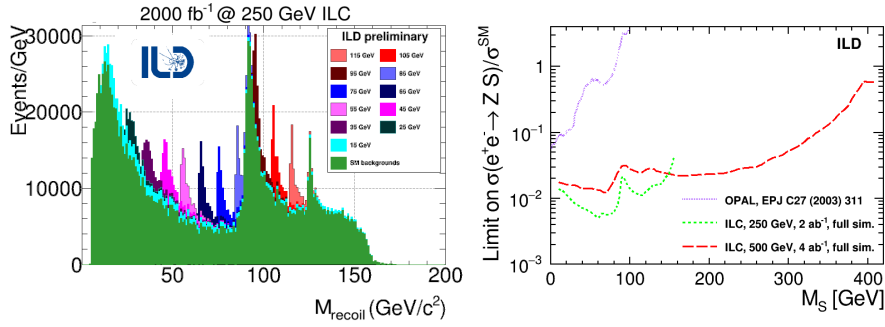 2000 fb⁻¹ @ 250 GeV ILC
Events/GeV
30000
20000
10000
0
ILD
ILD preliminary
115 GeV 105 GeV
95 GeV 85 GeV
75 GeV 65 GeV
55 GeV 45 GeV
35 GeV 25 GeV
15 GeV
SM backgrounds
50 100 150 200
M_recoil (GeV/c²)
Limit on σ(e⁺e⁻→ Z S)/σ^SM
1
10⁻¹
10⁻²
10⁻³
ILD
OPAL, EPJ C27 (2003) 311
ILC, 250 GeV, 2 ab⁻¹, full sim.
ILC, 500 GeV, 4 ab⁻¹, full sim.
0 100 200 300 400
M_S [GeV]